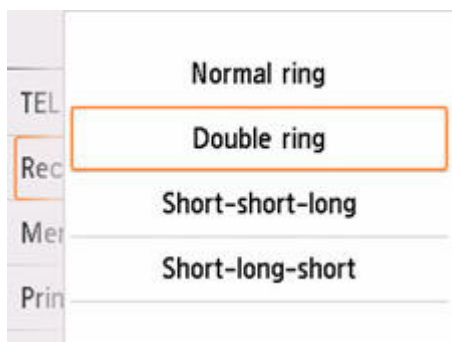 Normal ring
TEL
Double ring
Rec
Short-short-long
Mer
Short-long-short
Prin